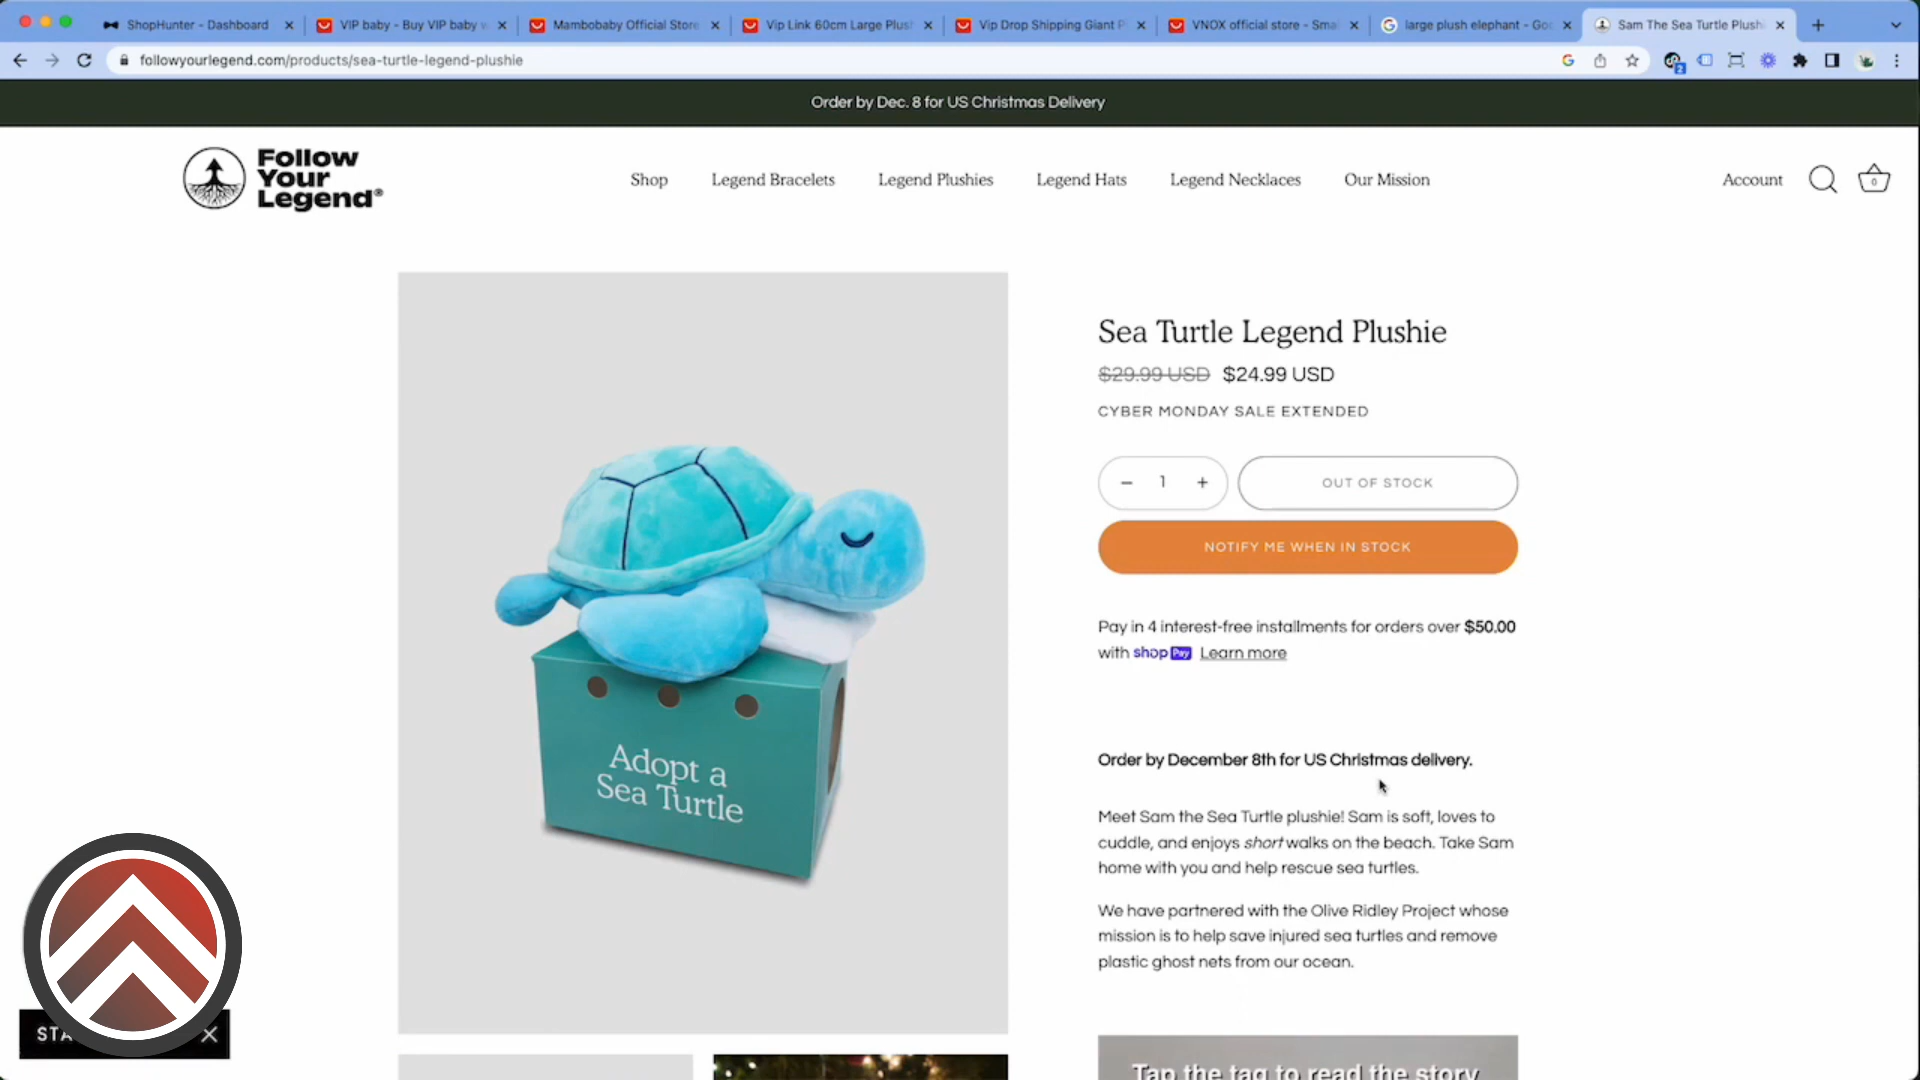 ShopHunter - Dashboard
VIP baby - Buy VIP baby w
Mambobaby Official Store
Vip Link 60cm Large Plush
Vip Drop Shipping Giant P
VNOX official store - Sma
large plush elephant - Goo
Sam The Sea Turtle Plushi
followyourlegend.com/products/sea-turtle-legend-plushie
Order by Dec. 8 for US Christmas Delivery
Follow
Your
Legend®
Shop
Legend Bracelets
Legend Plushies
Legend Hats
Legend Necklaces
Our Mission
Account
0
Sea Turtle Legend Plushie
$29.99 USD $24.99 USD
CYBER MONDAY SALE EXTENDED
− 1 +
OUT OF STOCK
NOTIFY ME WHEN IN STOCK
Pay in 4 interest-free installments for orders over $50.00
with shop Pay Learn more
Adopt a
Sea Turtle
Order by December 8th for US Christmas delivery.
Meet Sam the Sea Turtle plushie! Sam is soft, loves to
cuddle, and enjoys short walks on the beach. Take Sam
home with you and help rescue sea turtles.
We have partnered with the Olive Ridley Project whose
mission is to help save injured sea turtles and remove
plastic ghost nets from our ocean.
Tap the tag to read the story
STA